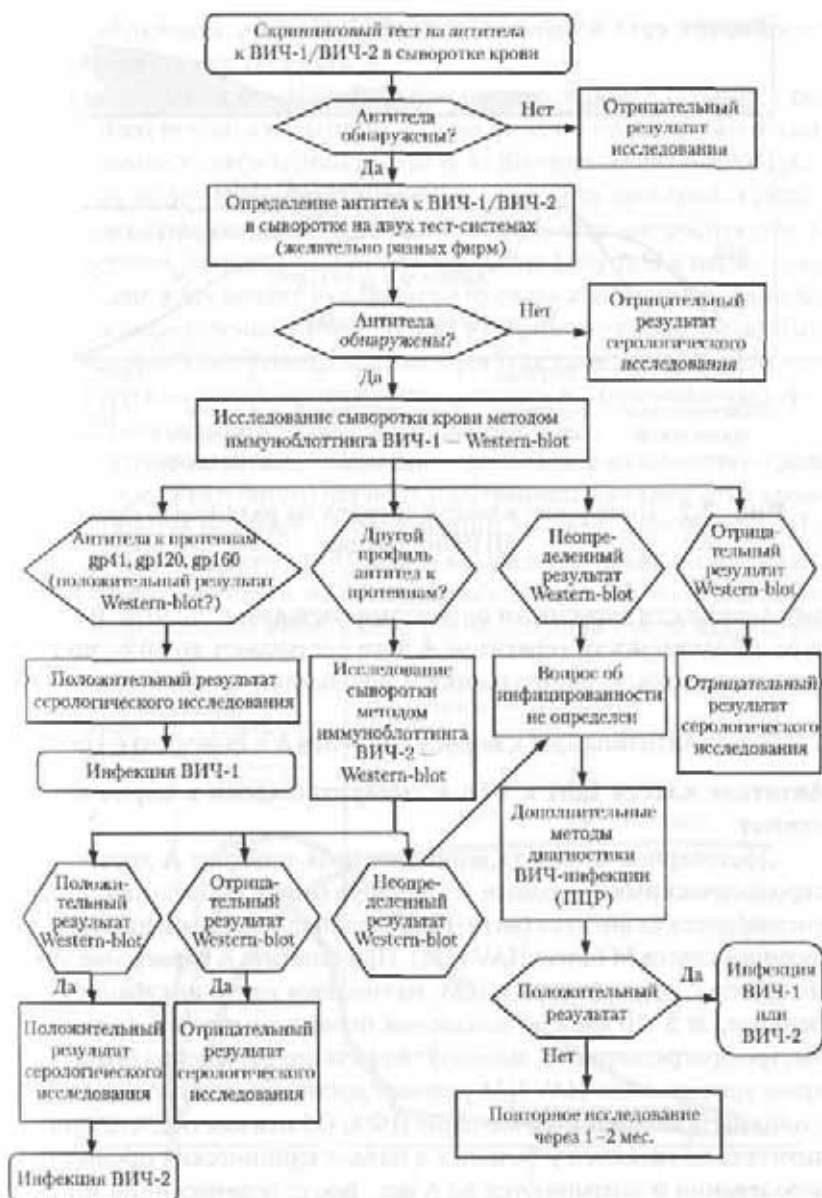 Скрининговый тест на антитела
к ВИЧ-1/ВИЧ-2 в сыворотке крови
Антитела
обнаружены?
Нет
Отрицательный
результат
исследования
Да
Определение антител к ВИЧ-1/ВИЧ-2
в сыворотке на двух тест-системах
(желательно разных фирм)
Антитела
обнаружены?
Нет
Отрицательный
результат
серологического
исследования
Да
Исследование сыворотки крови методом
иммуноблоттинга ВИЧ-1 — Western-blot
Антитела к протеинам
gp41, gp120, gp160
(положительный результат
Western-blot?)
Другой
профиль
антител к
протеинам?
Неопределенный
результат
Western-blot
Отрица-
тельный
результат
Western-blot
Положительный результат
серологического исследования
Инфекция ВИЧ-1
Исследование
сыворотки
методом
иммуноблоттинга
ВИЧ-2 —
Western-blot
Вопрос об
инфицированности
не определен
Отрицательный
результат
серологического
исследования
Дополнительные
методы
диагностики
ВИЧ-инфекции
(ПЦР)
Положи-
тельный
результат
Western-blot
Отрица-
тельный
результат
Western-blot
Неопреде-
ленный
результат
Western-blot
Да
Да
Положительный
результат
серологического
исследования
Отрицательный
результат
серологического
исследования
Положительный
результат
Да
Инфекция
ВИЧ-1
или
ВИЧ-2
Нет
Повторное исследование
через 1–2 мес.
Инфекция ВИЧ-2